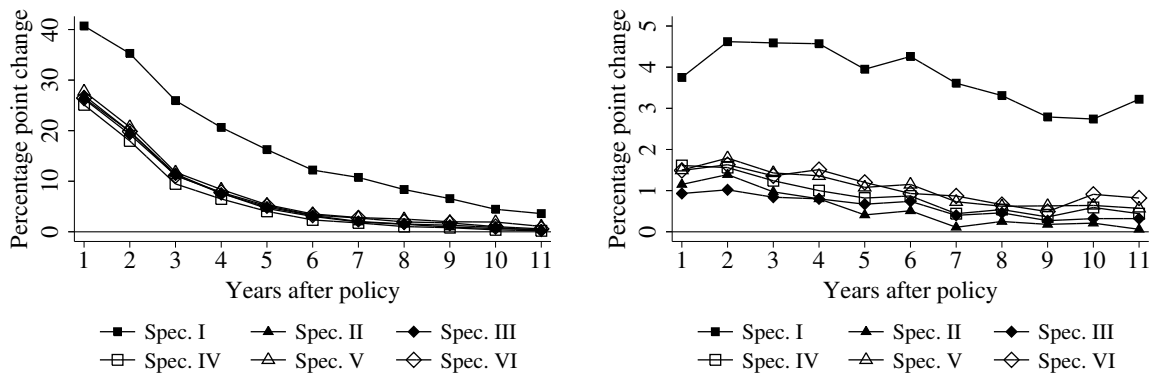 Percentage point change
40
30
20
10
0
1 2 3 4 5 6 7 8 9 10 11
Years after policy
Spec. I Spec. II Spec. III
Spec. IV Spec. V Spec. VI
Percentage point change
5
4
3
2
1
0
1 2 3 4 5 6 7 8 9 10 11
Years after policy
Spec. I Spec. II Spec. III
Spec. IV Spec. V Spec. VI